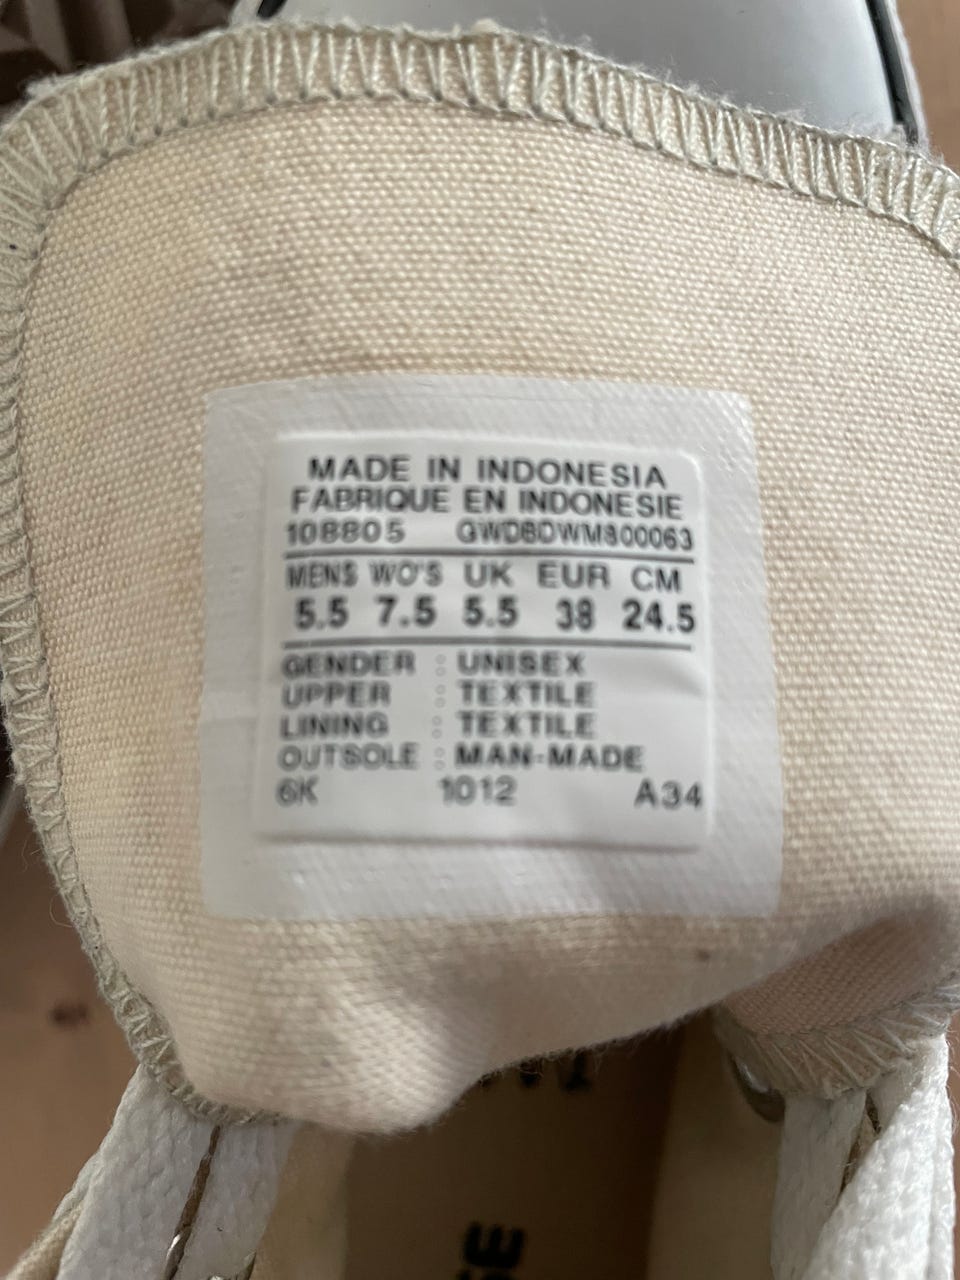 MADE IN INDONESIA
FABRIQUE EN INDONESIE
108805 GWDBDWM800063
MENS WO'S UK EUR CM
5.5 7.5 5.5 38 24.5
GENDER : UNISEX
UPPER : TEXTILE
LINING : TEXTILE
OUTSOLE : MAN-MADE
6K 1012 A34